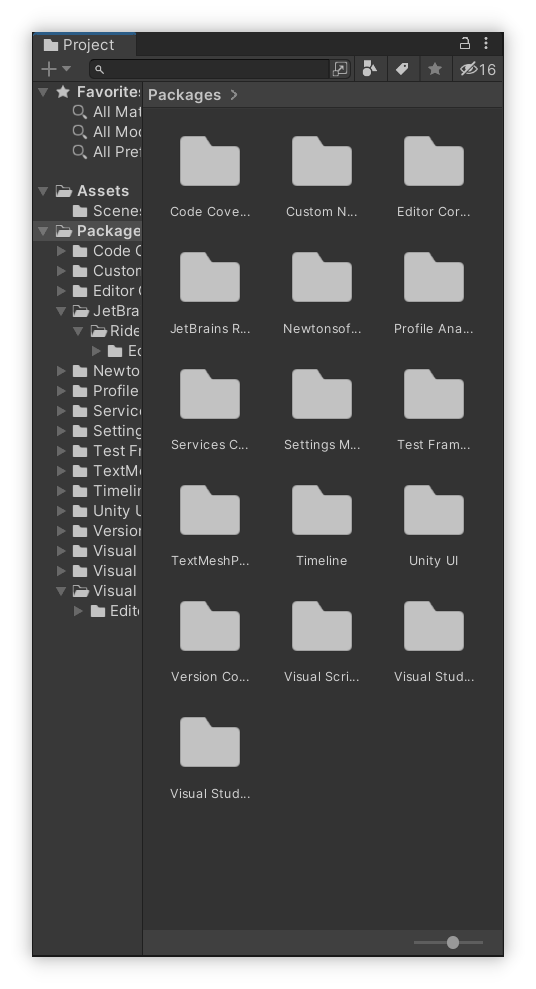 Project
16
Favorite
All Mat
All Mod
All Pref
Assets
Scenes
Package
Code C
Custom
Editor C
JetBra
Ride
Ed
Newto
Profile
Service
Setting
Test Fr
TextMe
Timelin
Unity U
Version
Visual
Visual
Visual
Edito
Packages >
Code Cove...
Custom N...
Editor Cor...
JetBrains R...
Newtonsof...
Profile Ana...
Services C...
Settings M...
Test Fram...
TextMeshP...
Timeline
Unity UI
Version Co...
Visual Scri...
Visual Stud...
Visual Stud...